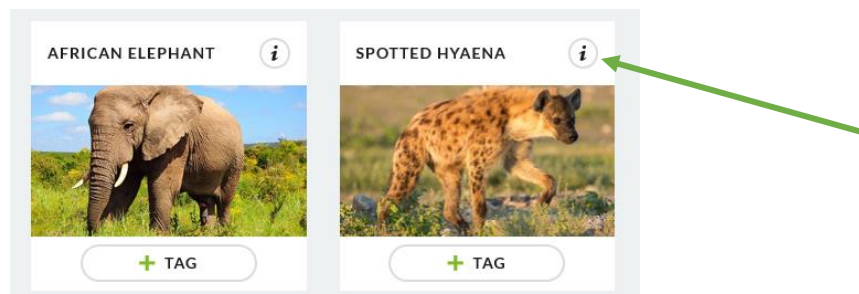 AFRICAN ELEPHANT i
SPOTTED HYAENA i
+ TAG
+ TAG